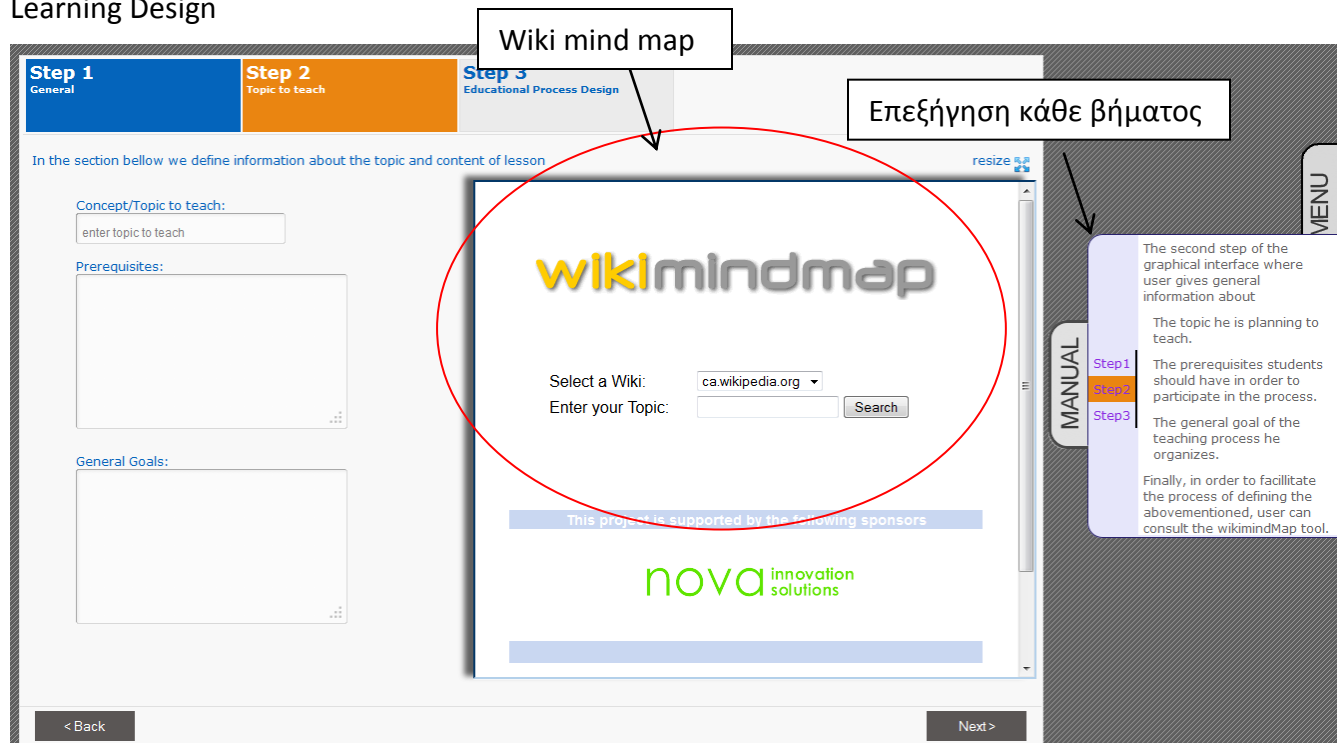 Learning Design
Wiki mind map
Επεξήγηση κάθε βήματος
Step 1
General
Step 2
Topic to teach
Step 3
Educational Process Design
In the section bellow we define information about the topic and content of lesson
resize
Concept/Topic to teach:
enter topic to teach
Prerequisites:
General Goals:
wikimindmap
Select a Wiki:
ca.wikipedia.org
Enter your Topic:
Search
This project is supported by the following sponsors
nova innovation
solutions
< Back
Next >
MENU
MANUAL
Step1
Step2
Step3
The second step of the
graphical interface where
user gives general
information about
The topic he is planning to
teach.
The prerequisites students
should have in order to
participate in the process.
The general goal of the
teaching process he
organizes.
Finally, in order to facillitate
the process of defining the
abovementioned, user can
consult the wikimindMap tool.